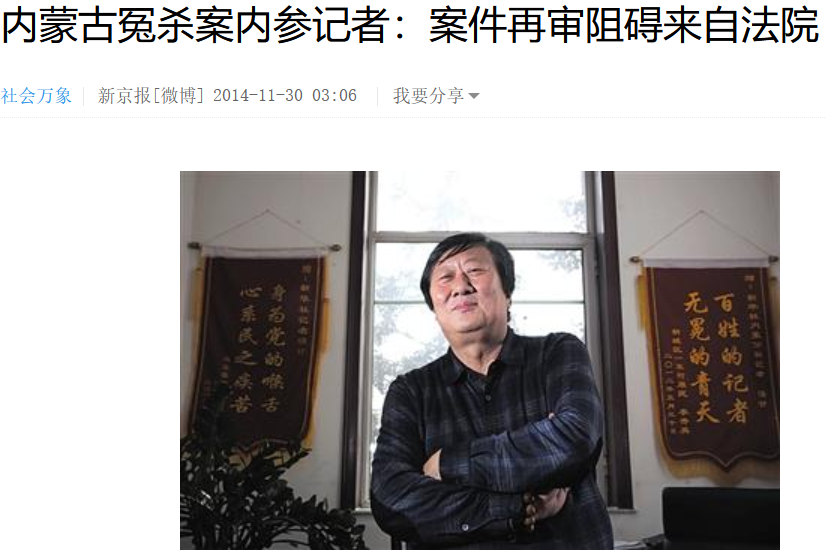 内蒙古冤杀案内参记者：案件再审阻碍来自法院
社会万象 新京报[微博] 2014-11-30 03:06 我要分享
身为党的喉舌
心系民之疾苦
百姓的记者
无冕的青天